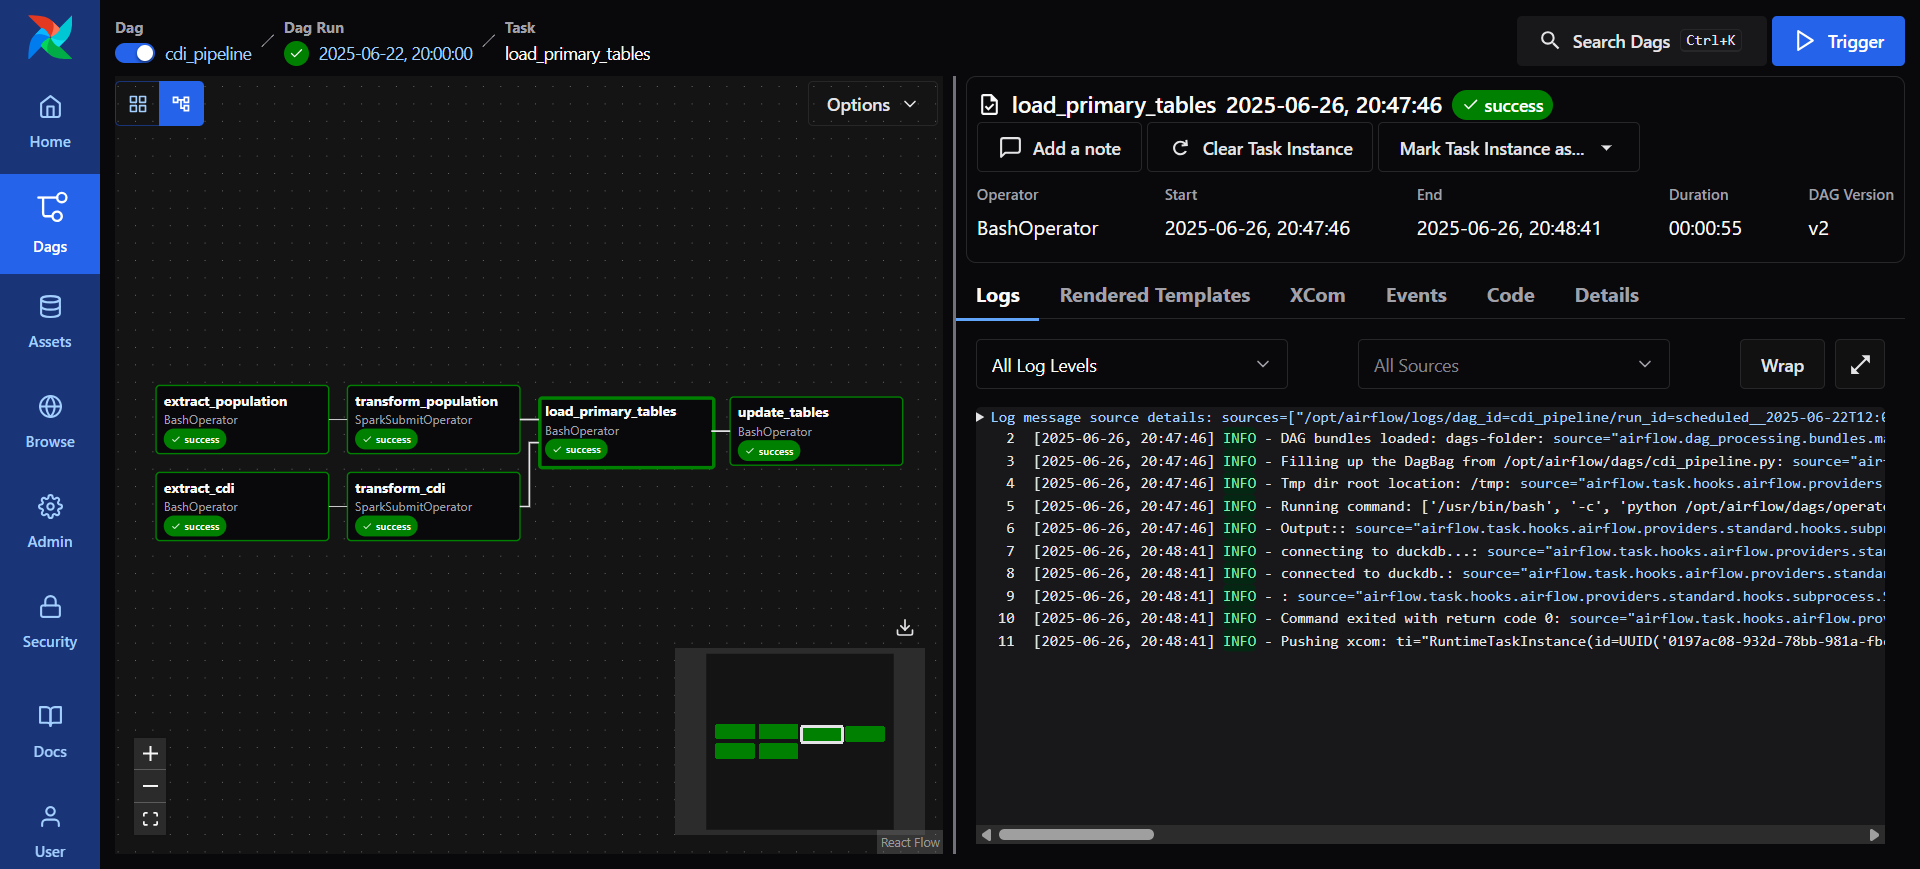 Home
Dags
Assets
Browse
Admin
Security
Docs
User
Dag
cdi_pipeline
Dag Run
2025-06-22, 20:00:00
Task
load_primary_tables
Search Dags Ctrl+K
Trigger
Options
extract_population
BashOperator
success
transform_population
SparkSubmitOperator
success
extract_cdi
BashOperator
success
transform_cdi
SparkSubmitOperator
success
load_primary_tables
BashOperator
success
update_tables
BashOperator
success
React Flow
load_primary_tables 2025-06-26, 20:47:46 success
Add a note
Clear Task Instance
Mark Task Instance as...
Operator Start End Duration DAG Version
BashOperator 2025-06-26, 20:47:46 2025-06-26, 20:48:41 00:00:55 v2
Logs Rendered Templates XCom Events Code Details
All Log Levels All Sources Wrap
Log message source details: sources=["/opt/airflow/logs/dag_id=cdi_pipeline/run_id=scheduled__2025-06-22T12:0
2 [2025-06-26, 20:47:46] INFO - DAG bundles loaded: dags-folder: source="airflow.dag_processing.bundles.ma
3 [2025-06-26, 20:47:46] INFO - Filling up the DagBag from /opt/airflow/dags/cdi_pipeline.py: source="air
4 [2025-06-26, 20:47:46] INFO - Tmp dir root location: /tmp: source="airflow.task.hooks.airflow.providers
5 [2025-06-26, 20:47:46] INFO - Running command: ['/usr/bin/bash', '-c', 'python /opt/airflow/dags/operato
6 [2025-06-26, 20:47:46] INFO - Output:: source="airflow.task.hooks.airflow.providers.standard.hooks.subp
7 [2025-06-26, 20:48:41] INFO - connecting to duckdb...: source="airflow.task.hooks.airflow.providers.sta
8 [2025-06-26, 20:48:41] INFO - connected to duckdb.: source="airflow.task.hooks.airflow.providers.standa
9 [2025-06-26, 20:48:41] INFO - : source="airflow.task.hooks.airflow.providers.standard.hooks.subprocess.
10 [2025-06-26, 20:48:41] INFO - Command exited with return code 0: source="airflow.task.hooks.airflow.prov
11 [2025-06-26, 20:48:41] INFO - Pushing xcom: ti="RuntimeTaskInstance(id=UUID('0197ac08-932d-78bb-981a-fb